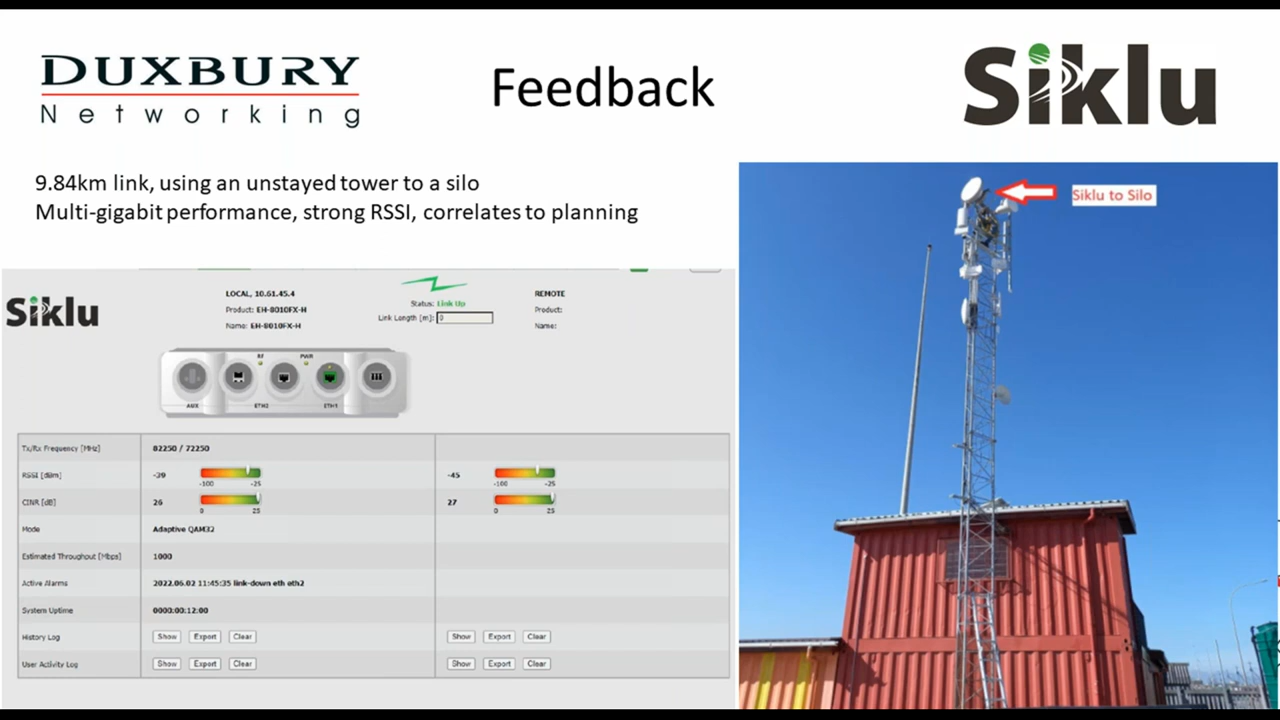 DUXBURY
Networking
Feedback
Siklu
9.84km link, using an unstayed tower to a silo
Multi-gigabit performance, strong RSSI, correlates to planning
Siklu to Silo
Siklu
LOCAL, 10.61.45.4
Product: EH-8010FX-H
Name: EH-8010FX-H
Status: Link Up
Link Length [m]: 0
REMOTE
Product:
Name:
RF PWR
AUX ETH2 ETH1
Tx/Rx Frequency [MHz] 82250 / 72250
RSSI [dBm] -39 -100 -25 -45 -100 -25
CINR [dB] 26 0 25 27 0 25
Mode Adaptive QAM32
Estimated Throughput [Mbps] 1000
Active Alarms 2022.06.02 11:45:35 link-down eth eth2
System Uptime 0000:00:12:00
History Log Show Export Clear Show Export Clear
User Activity Log Show Export Clear Show Export Clear